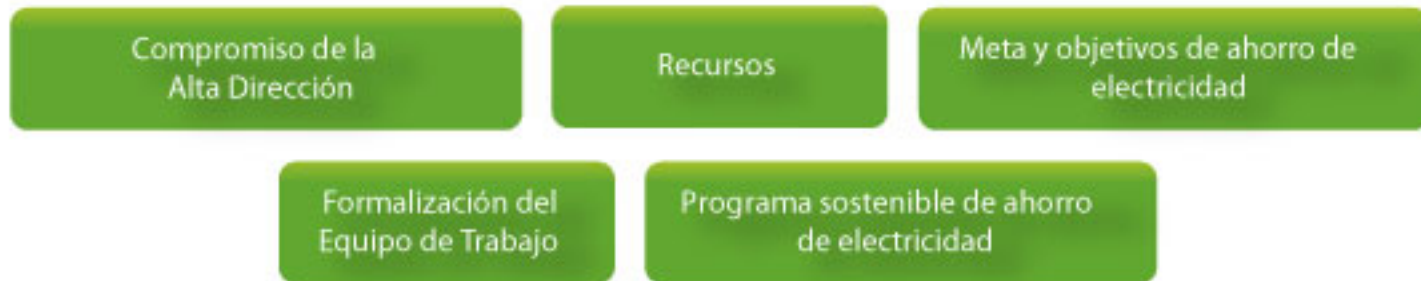 Compromiso de la
Alta Dirección
Recursos
Meta y objetivos de ahorro de
electricidad
Formalización del
Equipo de Trabajo
Programa sostenible de ahorro
de electricidad